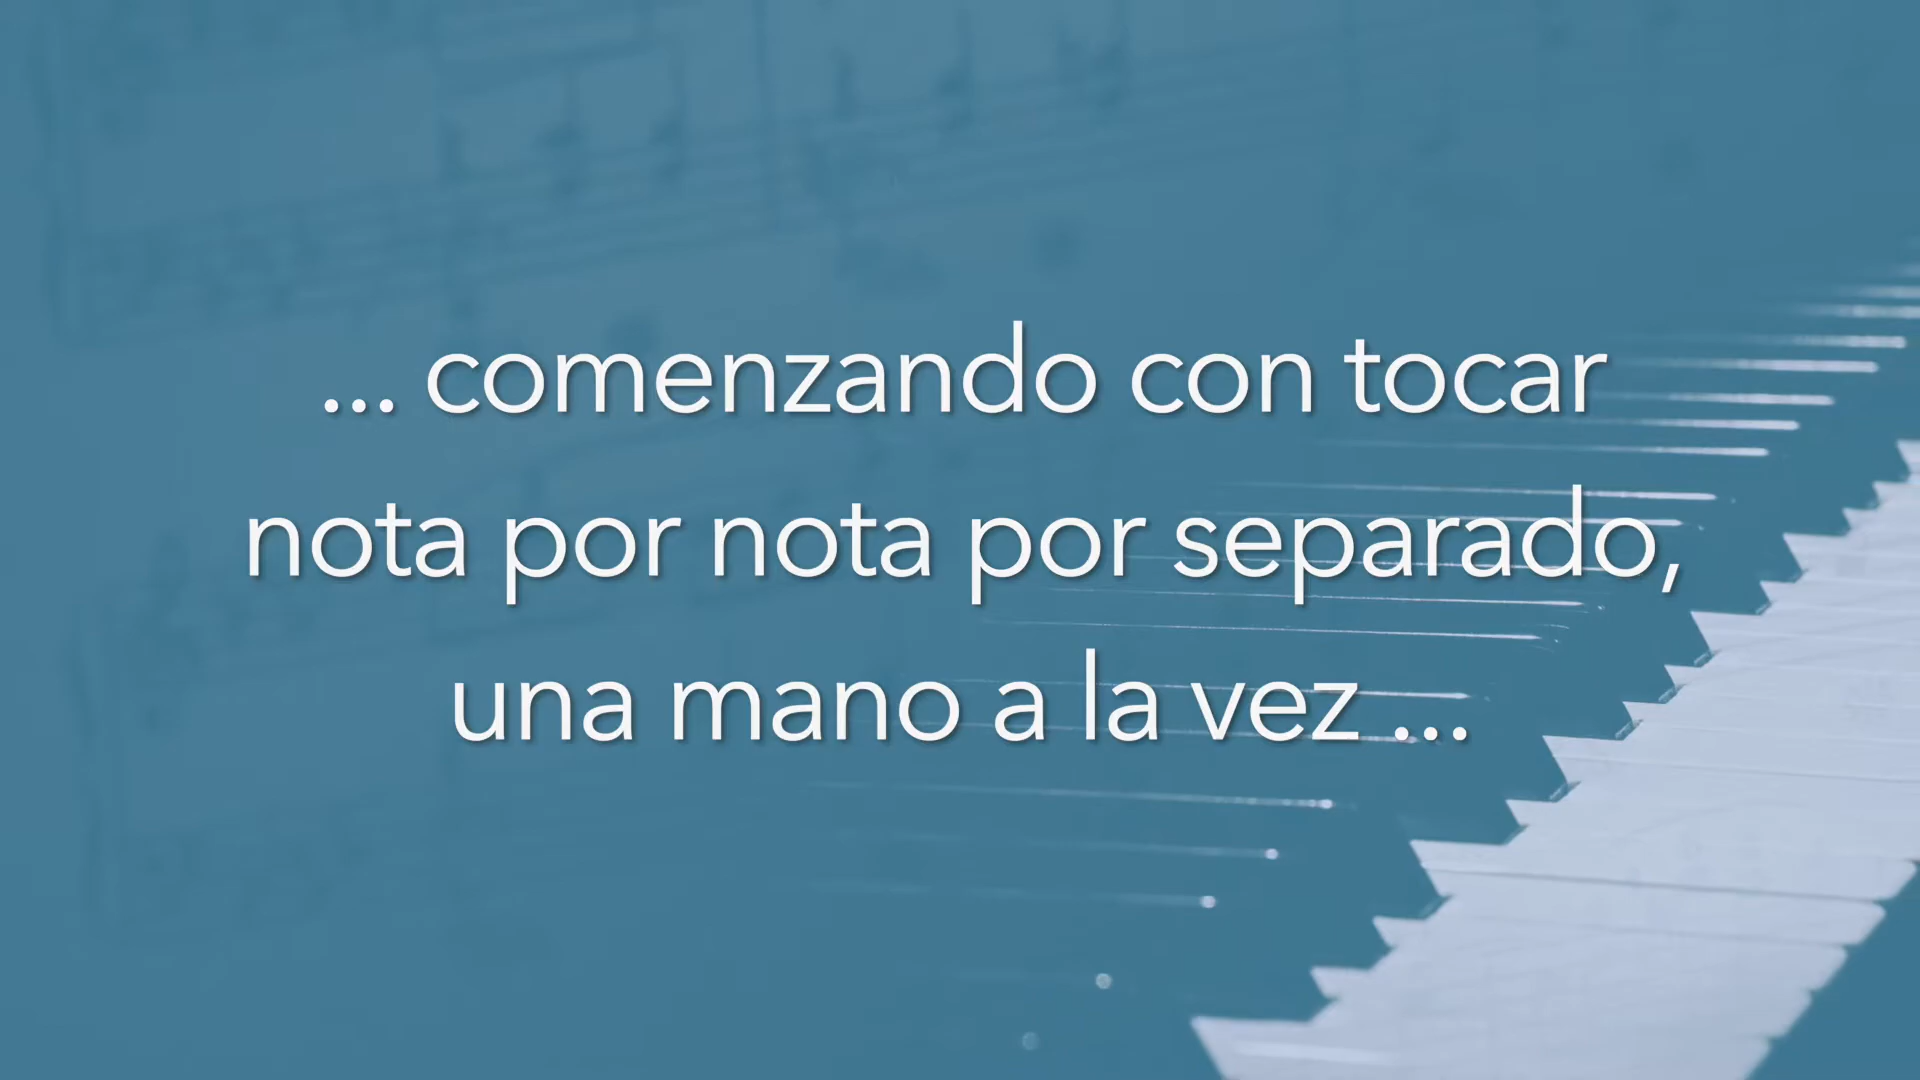 ... comenzando con tocar
nota por nota por separado,
una mano a la vez ...